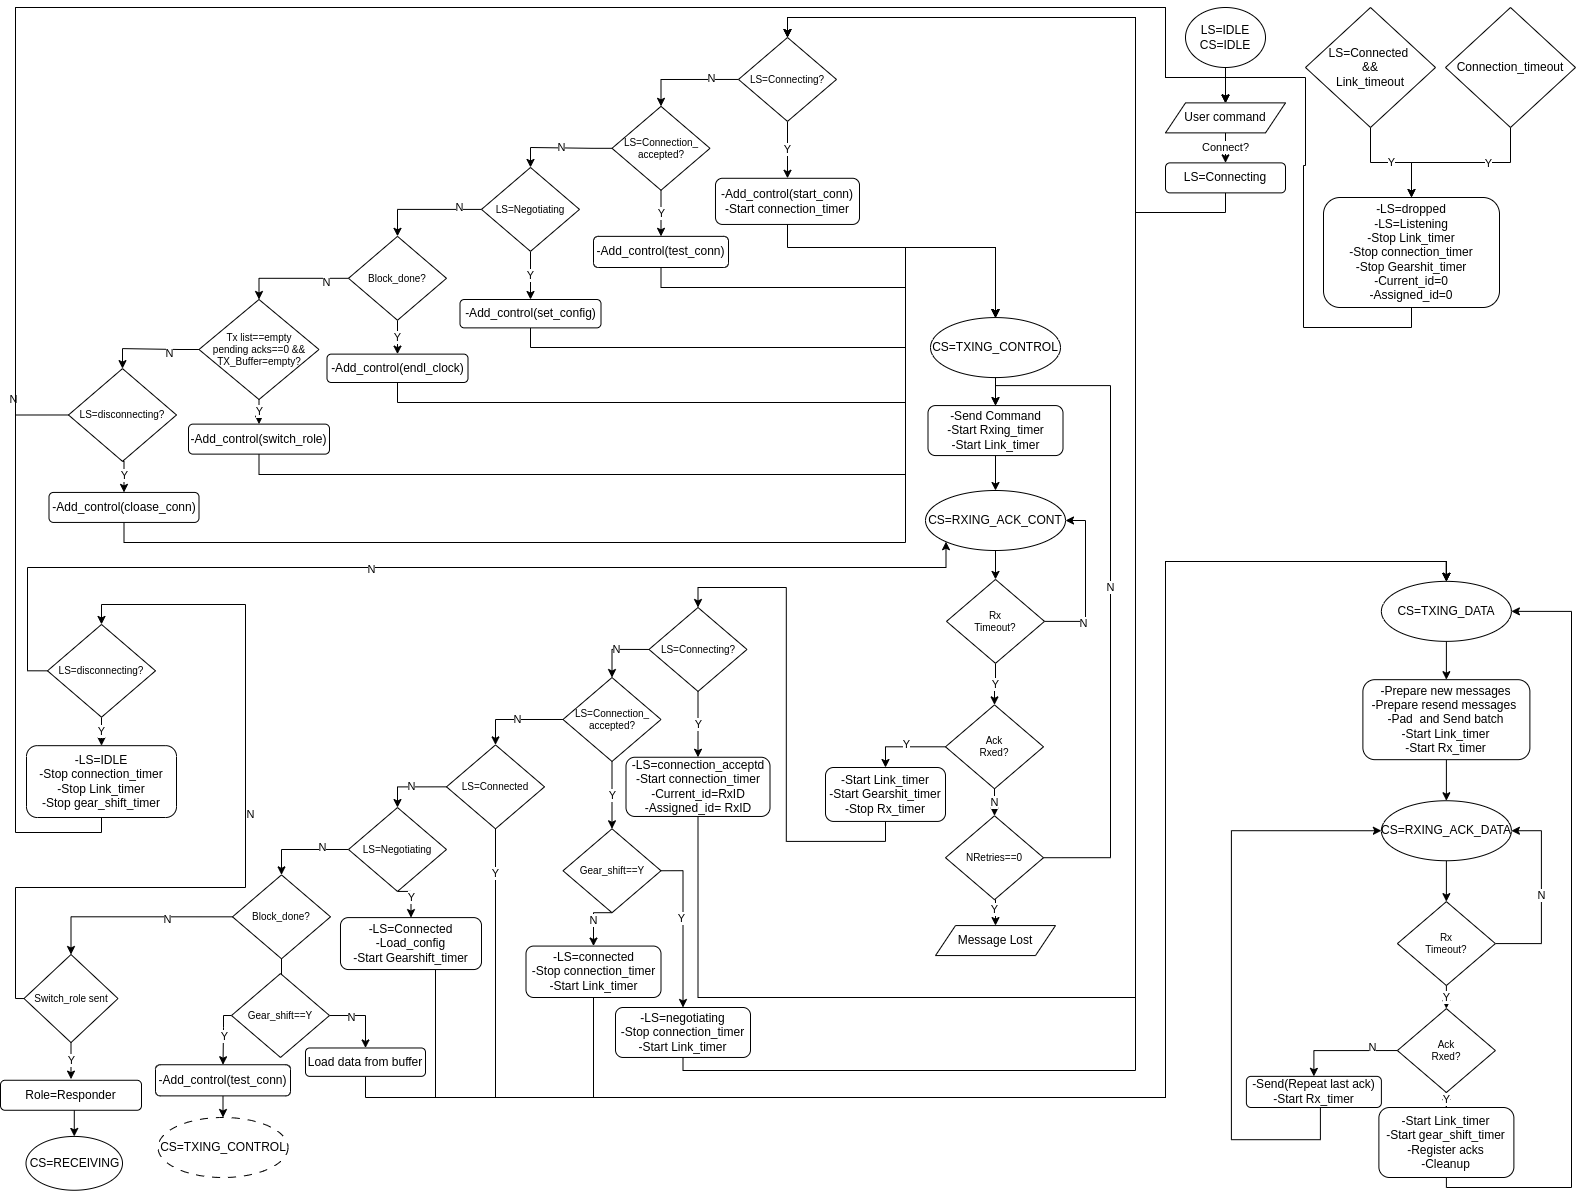 LS=IDLE
CS=IDLE
User command
Connect?
LS=Connecting
LS=Connected
&&
Link_timeout
Connection_timeout
Y
Y
-LS=dropped
-LS=Listening
-Stop Link_timer
-Stop connection_timer
-Stop Gearshit_timer
-Current_id=0
-Assigned_id=0
LS=Connecting?
N
Y
-Add_control(start_conn)
-Start connection_timer
LS=Connection_
accepted?
N
Y
-Add_control(test_conn)
LS=Negotiating
N
Y
-Add_control(set_config)
Block_done?
N
Y
-Add_control(endl_clock)
Tx list==empty
pending acks==0 &&
TX_Buffer=empty?
N
Y
-Add_control(switch_role)
LS=disconnecting?
N
Y
-Add_control(cloase_conn)
CS=TXING_CONTROL
-Send Command
-Start Rxing_timer
-Start Link_timer
CS=RXING_ACK_CONT
N
Rx
Timeout?
N
Y
Ack
Rxed?
Y
N
-Start Link_timer
-Start Gearshit_timer
-Stop Rx_timer
NRetries==0
N
Y
Message Lost
LS=Connecting?
N
Y
-LS=connection_acceptd
-Start connection_timer
-Current_id=RxID
-Assigned_id= RxID
LS=Connection_
accepted?
N
Y
Gear_shift==Y
N
Y
-LS=connected
-Stop connection_timer
-Start Link_timer
-LS=negotiating
-Stop connection_timer
-Start Link_timer
LS=Connected
N
Y
LS=Negotiating
N
Y
-LS=Connected
-Load_config
-Start Gearshift_timer
Block_done?
N
Gear_shift==Y
Y
N
-Add_control(test_conn)
Load data from buffer
CS=TXING_CONTROL
LS=disconnecting?
Y
-LS=IDLE
-Stop connection_timer
-Stop Link_timer
-Stop gear_shift_timer
N
Switch_role sent
Y
Role=Responder
CS=RECEIVING
CS=TXING_DATA
-Prepare new messages
-Prepare resend messages
-Pad  and Send batch
-Start Link_timer
-Start Rx_timer
CS=RXING_ACK_DATA
N
Rx
Timeout?
Y
Ack
Rxed?
N
Y
-Send(Repeat last ack)
-Start Rx_timer
-Start Link_timer
-Start gear_shift_timer
-Register acks
-Cleanup